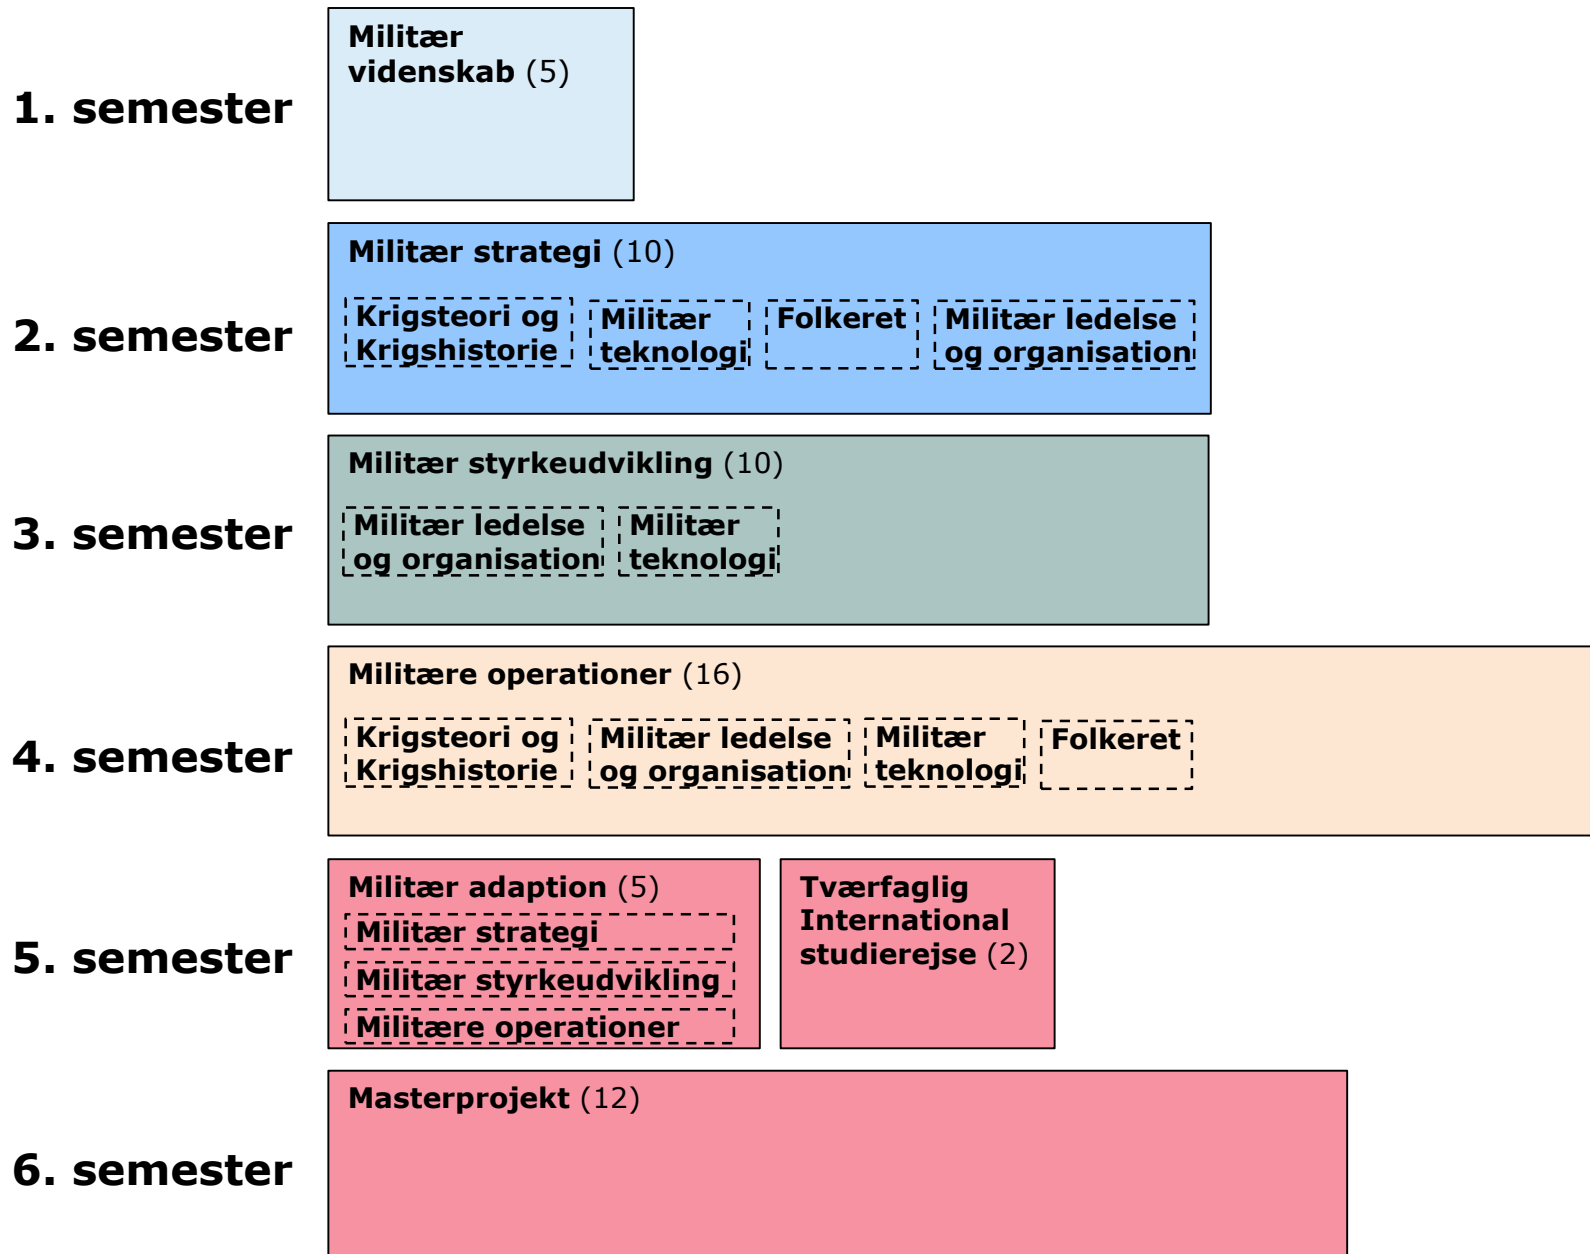 1. semester
Militær
videnskab (5)
2. semester
Militær strategi (10)
Krigsteori og
Krigshistorie
Militær
teknologi
Folkeret
Militær ledelse
og organisation
3. semester
Militær styrkeudvikling (10)
Militær ledelse
og organisation
Militær
teknologi
4. semester
Militære operationer (16)
Krigsteori og
Krigshistorie
Militær ledelse
og organisation
Militær
teknologi
Folkeret
5. semester
Militær adaption (5)
Militær strategi
Militær styrkeudvikling
Militære operationer
Tværfaglig
International
studierejse (2)
6. semester
Masterprojekt (12)